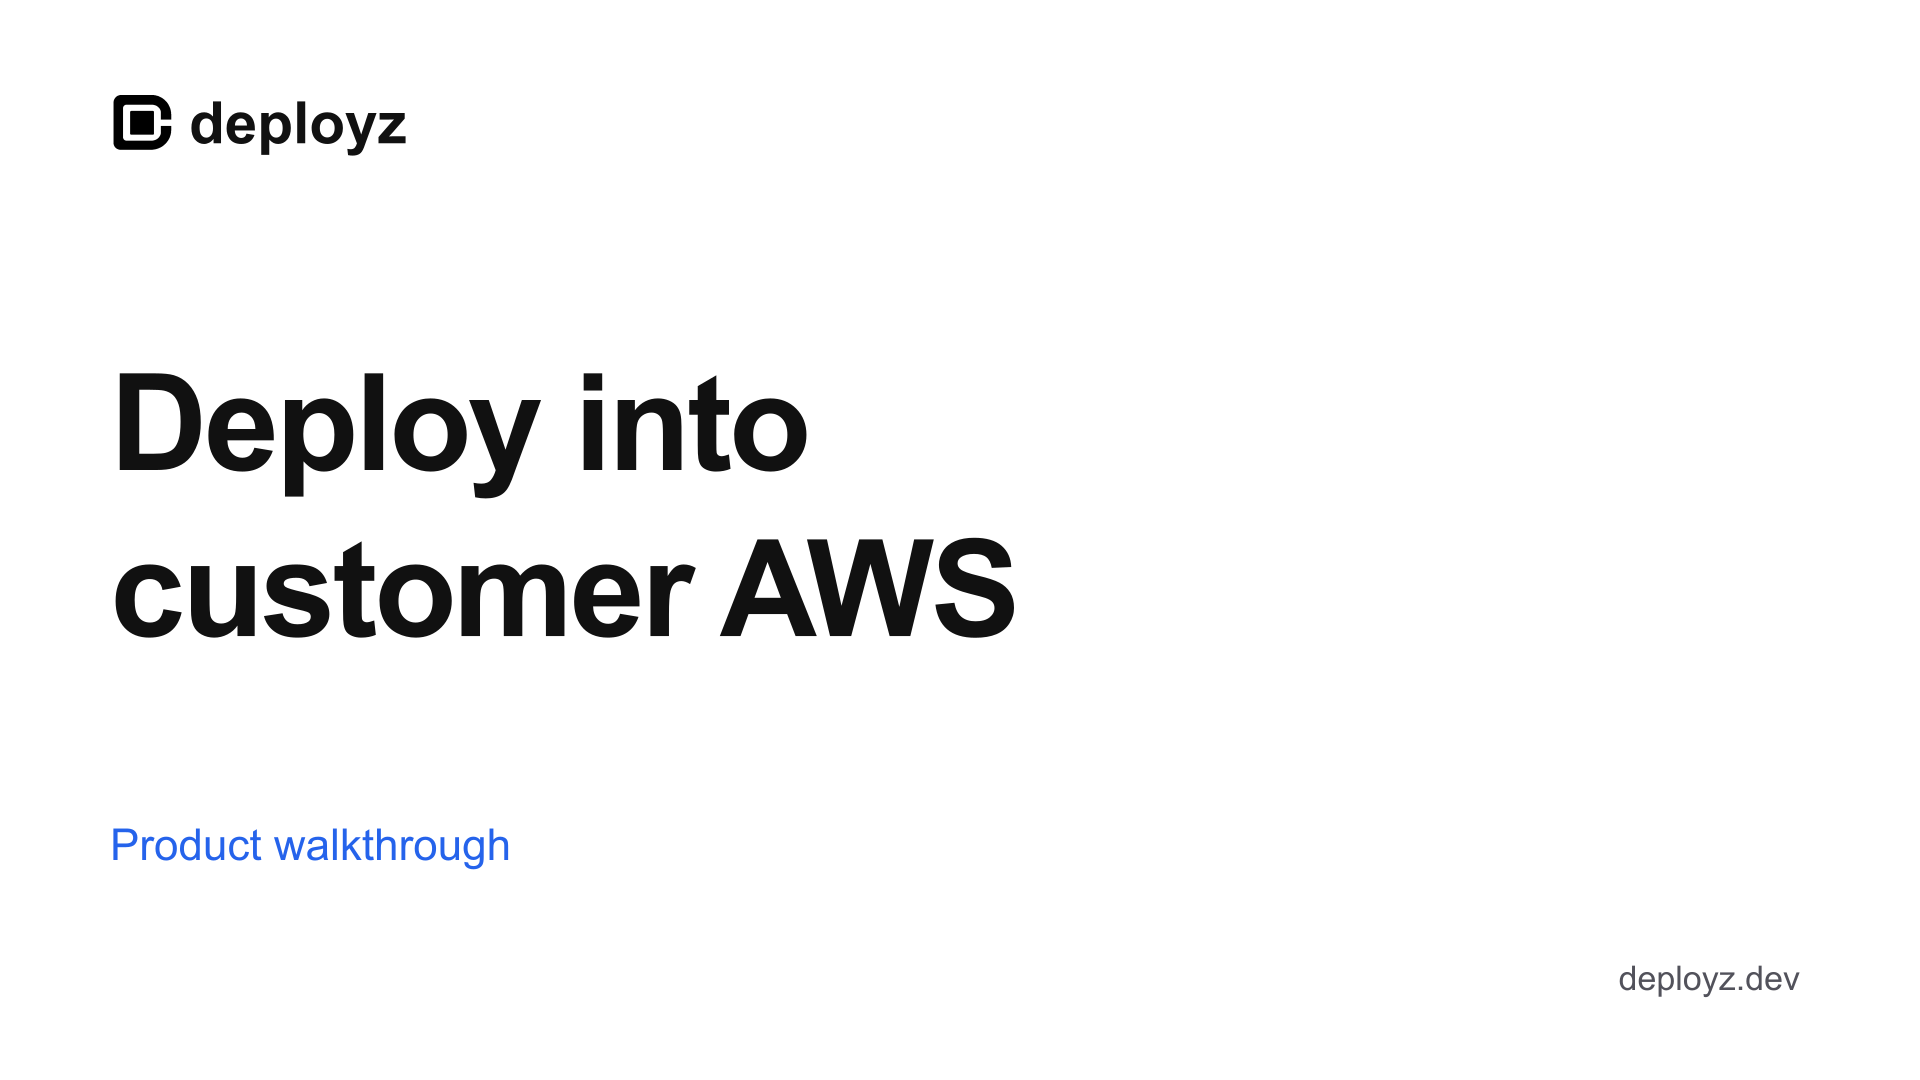 deployz
Deploy into
customer AWS
Product walkthrough
deployz.dev